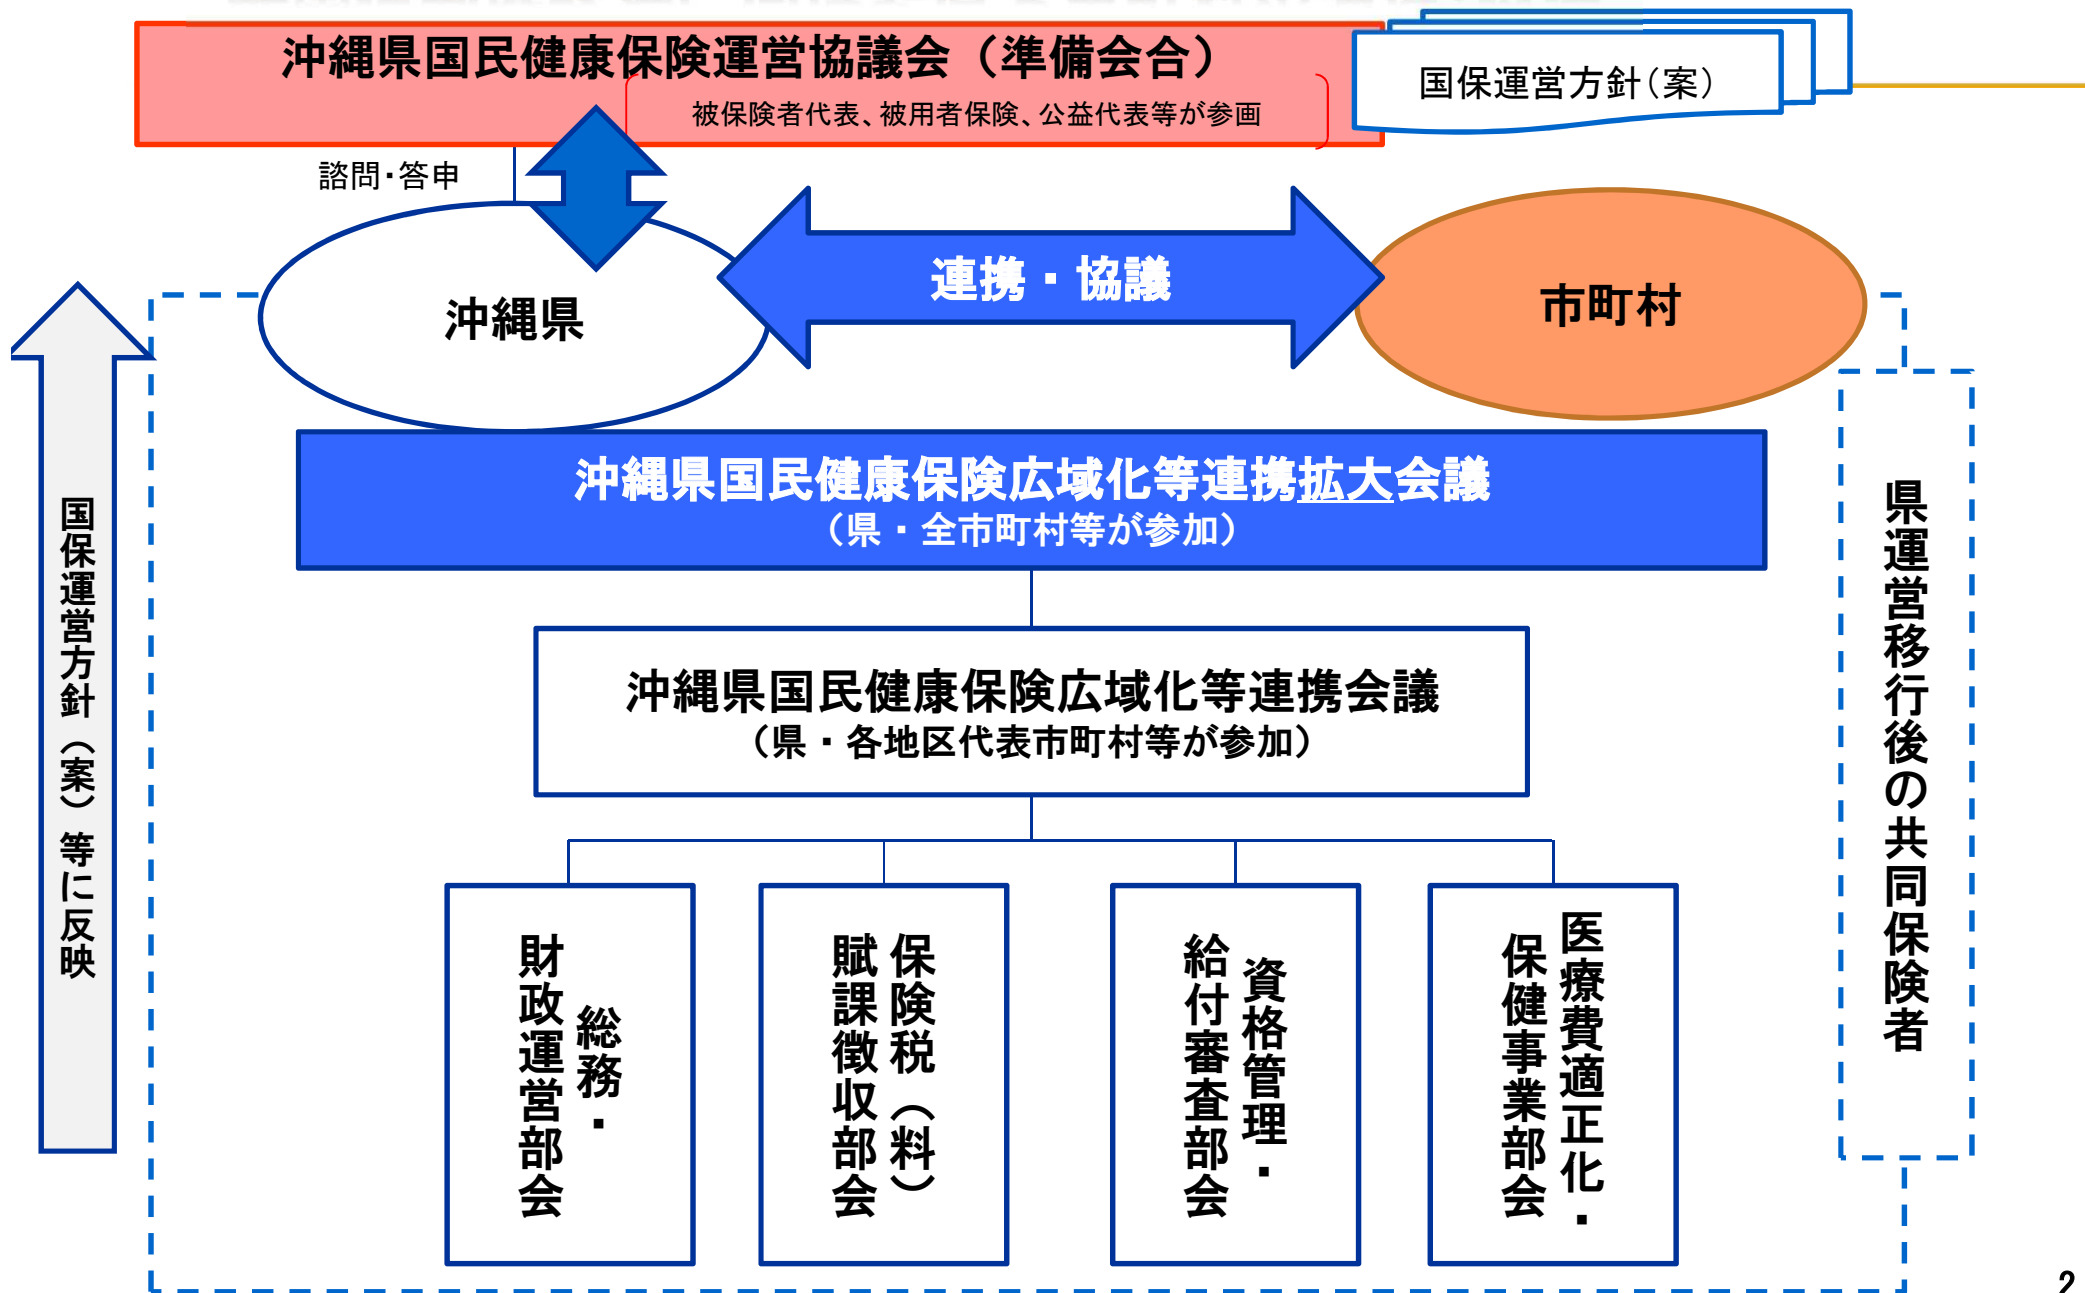 沖縄県国民健康保険運営協議会（準備会合）
被保険者代表、被用者保険、公益代表等が参画
国保運営方針（案）
諮問・答申
沖縄県
連携・協議
市町村
沖縄県国民健康保険広域化等連携拡大会議
（県・全市町村等が参加）
沖縄県国民健康保険広域化等連携会議
（県・各地区代表市町村等が参加）
国保運営方針（案）等に反映
県運営移行後の共同保険者
総務・
財政運営部会
保険税（料）
賦課徴収部会
資格管理・
給付審査部会
医療費適正化・
保健事業部会
2